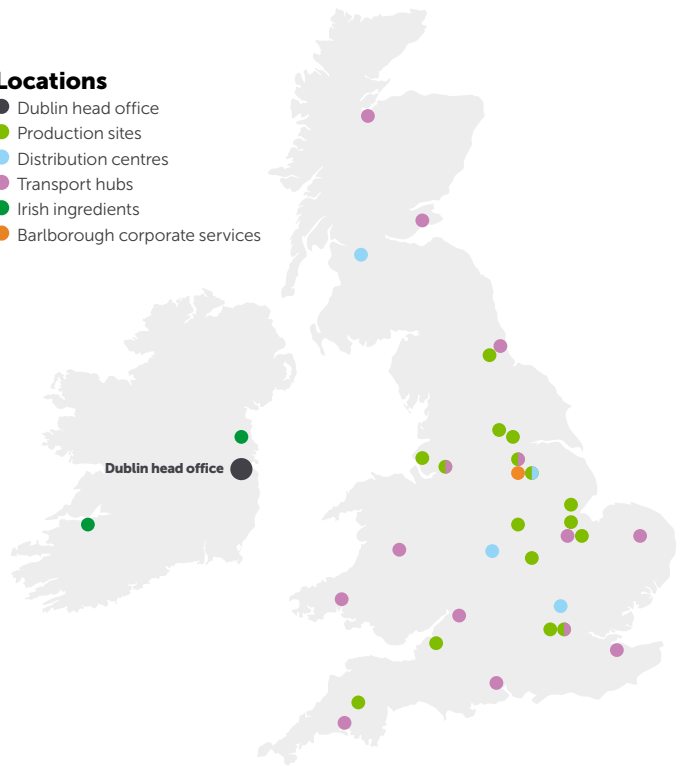 Locations
Dublin head office
Production sites
Distribution centres
Transport hubs
Irish ingredients
Barlborough corporate services
Dublin head office